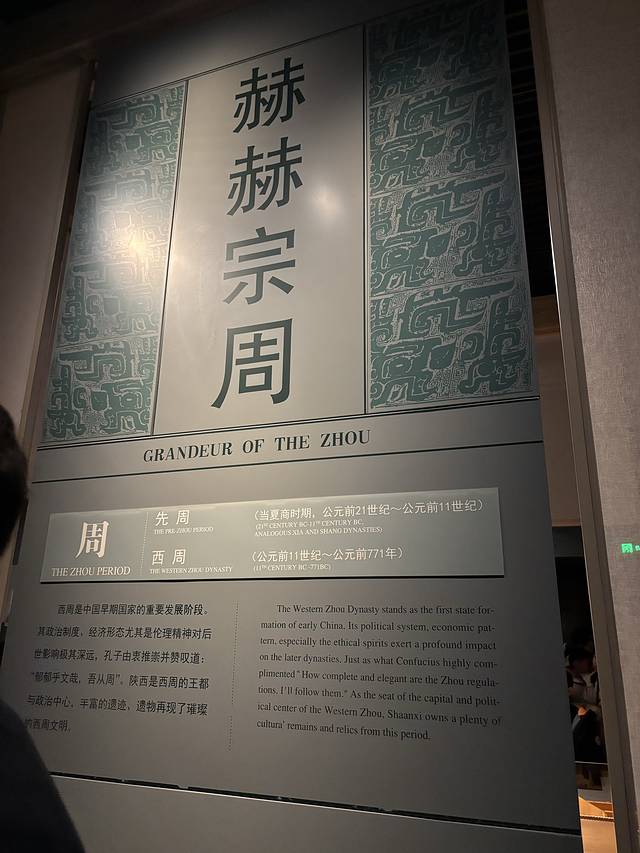 赫赫宗周
GRANDEUR OF THE ZHOU
周
THE ZHOU PERIOD
先周
THE PRE-ZHOU PERIOD
（当夏商时期，公元前21世纪～公元前11世纪）
(21ST CENTURY BC-11TH CENTURY BC,
ANALOGOUS XIA AND SHANG DYNASTIES)
西周
THE WESTERN ZHOU DYNASTY
（公元前11世纪～公元前771年）
(11TH CENTURY BC -771BC)
西周是中国早期国家的重要发展阶段。
其政治制度、经济形态尤其是伦理精神对后
世影响极其深远，孔子由衷推崇并赞叹道：
“郁郁乎文哉，吾从周”。陕西是西周的王都
与政治中心，丰富的遗迹、遗物再现了璀璨
的西周文明。
The Western Zhou Dynasty stands as the first state for-
mation of early China. Its political system, economic pat-
tern, especially the ethical spirits exert a profound impact
on the later dynasties. Just as what Confucius highly com-
plimented "How complete and elegant are the Zhou regula-
tions, I'll follow them." As the seat of the capital and polit-
ical center of the Western Zhou, Shaanxi owns a plenty of
cultura' remains and relics from this period.